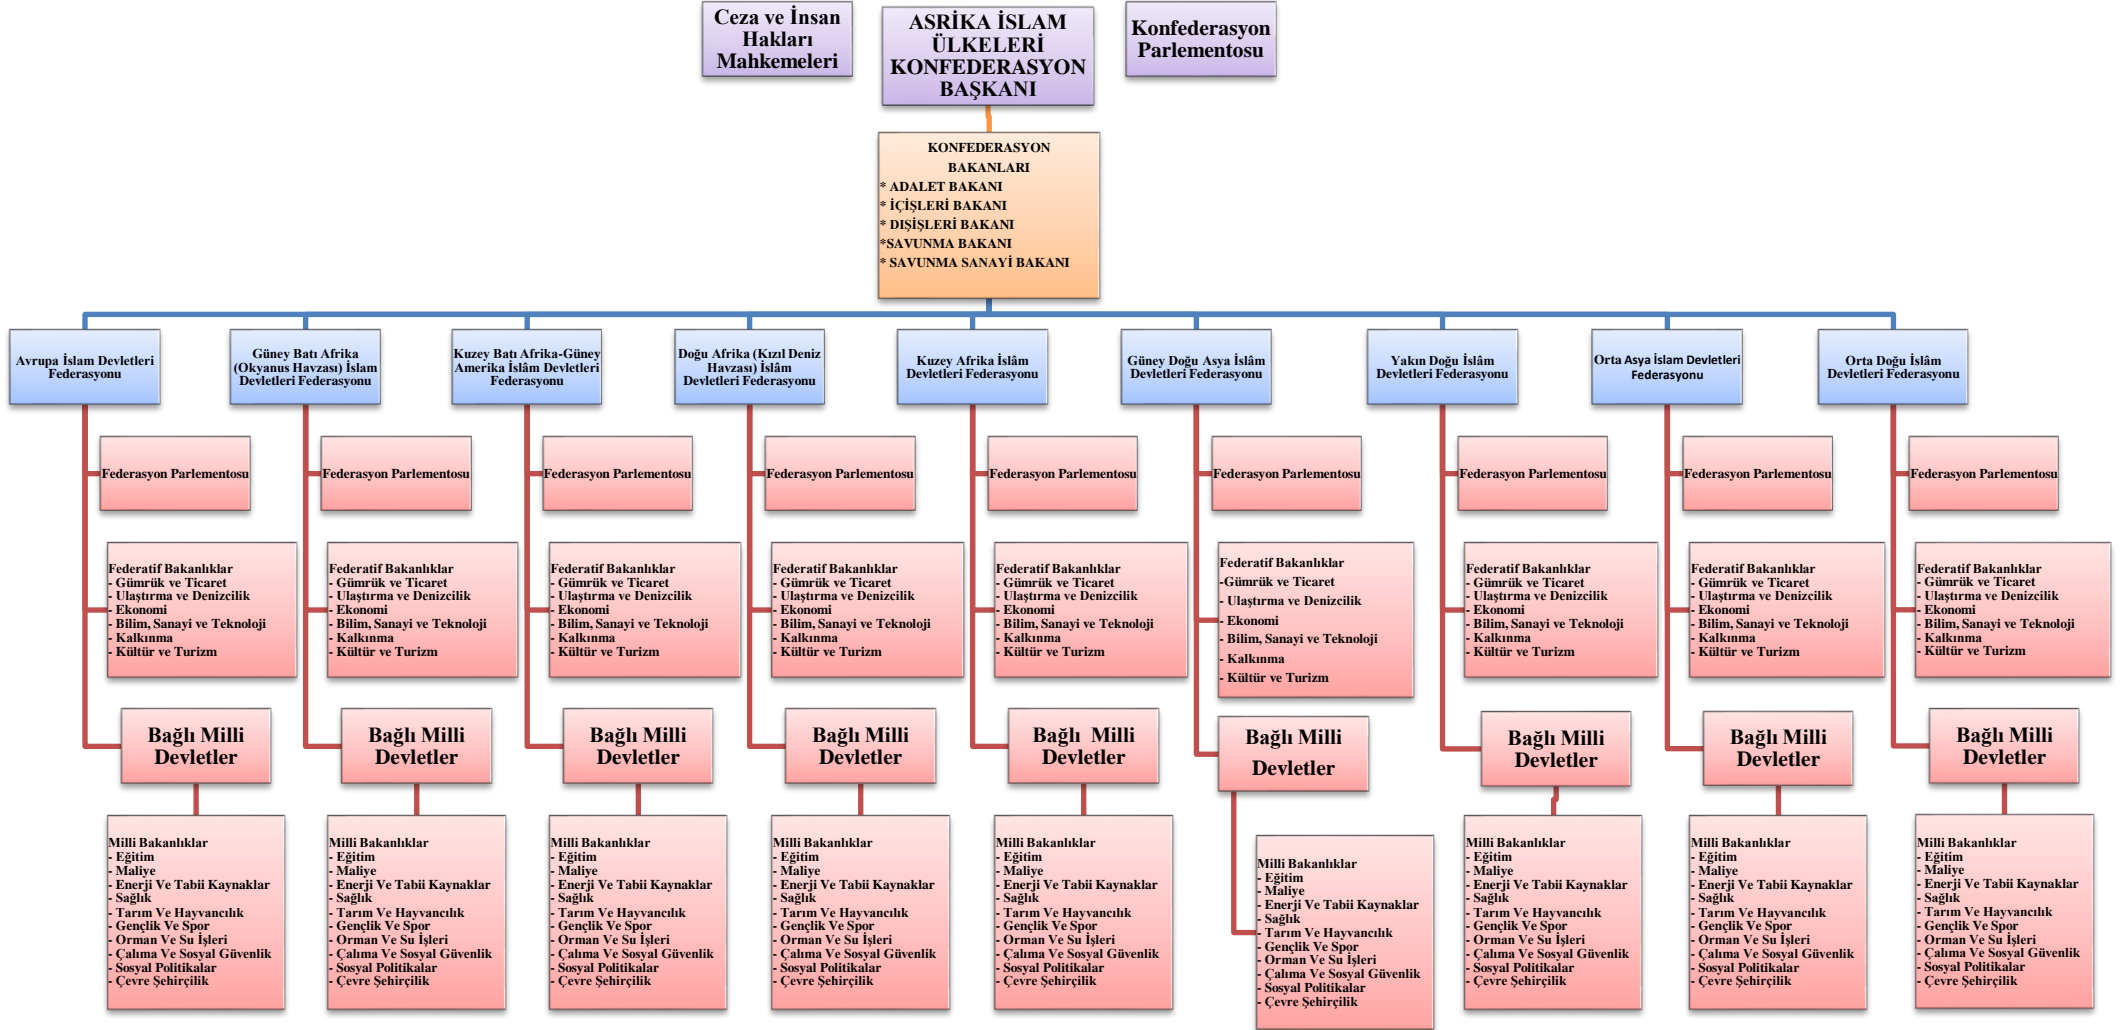 Ceza ve İnsan
Hakları
Mahkemeleri
ASRİKA İSLAM
ÜLKELERİ
KONFEDERASYON
BAŞKANI
Konfederasyon
Parlementosu
KONFEDERASYON
BAKANLARI
* ADALET BAKANI
* İÇİŞLERİ BAKANI
* DIŞİŞLERİ BAKANI
*SAVUNMA BAKANI
* SAVUNMA SANAYİ BAKANI
Avrupa İslam Devletleri
Federasyonu
Güney Batı Afrika
(Okyanus Havzası) İslam
Devletleri Federasyonu
Kuzey Batı Afrika-Güney
Amerika İslâm Devletleri
Federasyonu
Doğu Afrika (Kızıl Deniz
Havzası) İslâm
Devletleri Federasyonu
Kuzey Afrika İslâm
Devletleri Federasyonu
Güney Doğu Asya İslâm
Devletleri Federasyonu
Yakın Doğu İslâm
Devletleri Federasyonu
Orta Asya İslam Devletleri
Federasyonu
Orta Doğu İslâm
Devletleri Federasyonu
Federasyon Parlementosu
Federasyon Parlementosu
Federasyon Parlementosu
Federasyon Parlementosu
Federasyon Parlementosu
Federasyon Parlementosu
Federasyon Parlementosu
Federasyon Parlementosu
Federasyon Parlementosu
Federatif Bakanlıklar
- Gümrük ve Ticaret
- Ulaştırma ve Denizcilik
- Ekonomi
- Bilim, Sanayi ve Teknoloji
- Kalkınma
- Kültür ve Turizm
Federatif Bakanlıklar
- Gümrük ve Ticaret
- Ulaştırma ve Denizcilik
- Ekonomi
- Bilim, Sanayi ve Teknoloji
- Kalkınma
- Kültür ve Turizm
Federatif Bakanlıklar
- Gümrük ve Ticaret
- Ulaştırma ve Denizcilik
- Ekonomi
- Bilim, Sanayi ve Teknoloji
- Kalkınma
- Kültür ve Turizm
Federatif Bakanlıklar
- Gümrük ve Ticaret
- Ulaştırma ve Denizcilik
- Ekonomi
- Bilim, Sanayi ve Teknoloji
- Kalkınma
- Kültür ve Turizm
Federatif Bakanlıklar
- Gümrük ve Ticaret
- Ulaştırma ve Denizcilik
- Ekonomi
- Bilim, Sanayi ve Teknoloji
- Kalkınma
- Kültür ve Turizm
Federatif Bakanlıklar
-Gümrük ve Ticaret
- Ulaştırma ve Denizcilik
- Ekonomi
- Bilim, Sanayi ve Teknoloji
- Kalkınma
- Kültür ve Turizm
Federatif Bakanlıklar
- Gümrük ve Ticaret
- Ulaştırma ve Denizcilik
- Ekonomi
- Bilim, Sanayi ve Teknoloji
- Kalkınma
- Kültür ve Turizm
Federatif Bakanlıklar
- Gümrük ve Ticaret
- Ulaştırma ve Denizcilik
- Ekonomi
- Bilim, Sanayi ve Teknoloji
- Kalkınma
- Kültür ve Turizm
Federatif Bakanlıklar
- Gümrük ve Ticaret
- Ulaştırma ve Denizcilik
- Ekonomi
- Bilim, Sanayi ve Teknoloji
- Kalkınma
- Kültür ve Turizm
Bağlı Milli
Devletler
Bağlı Milli
Devletler
Bağlı Milli
Devletler
Bağlı Milli
Devletler
Bağlı Milli
Devletler
Bağlı Milli
Devletler
Bağlı Milli
Devletler
Bağlı Milli
Devletler
Bağlı Milli
Devletler
Milli Bakanlıklar
- Eğitim
- Maliye
- Enerji Ve Tabii Kaynaklar
- Sağlık
- Tarım Ve Hayvancılık
- Gençlik Ve Spor
- Orman Ve Su İşleri
- Çalıma Ve Sosyal Güvenlik
- Sosyal Politikalar
- Çevre Şehirçilik
Milli Bakanlıklar
- Eğitim
- Maliye
- Enerji Ve Tabii Kaynaklar
- Sağlık
- Tarım Ve Hayvancılık
- Gençlik Ve Spor
- Orman Ve Su İşleri
- Çalıma Ve Sosyal Güvenlik
- Sosyal Politikalar
- Çevre Şehirçilik
Milli Bakanlıklar
- Eğitim
- Maliye
- Enerji Ve Tabii Kaynaklar
- Sağlık
- Tarım Ve Hayvancılık
- Gençlik Ve Spor
- Orman Ve Su İşleri
- Çalıma Ve Sosyal Güvenlik
- Sosyal Politikalar
- Çevre Şehirçilik
Milli Bakanlıklar
- Eğitim
- Maliye
- Enerji Ve Tabii Kaynaklar
- Sağlık
- Tarım Ve Hayvancılık
- Gençlik Ve Spor
- Orman Ve Su İşleri
- Çalıma Ve Sosyal Güvenlik
- Sosyal Politikalar
- Çevre Şehirçilik
Milli Bakanlıklar
- Eğitim
- Maliye
- Enerji Ve Tabii Kaynaklar
- Sağlık
- Tarım Ve Hayvancılık
- Gençlik Ve Spor
- Orman Ve Su İşleri
- Çalıma Ve Sosyal Güvenlik
- Sosyal Politikalar
- Çevre Şehirçilik
Milli Bakanlıklar
- Eğitim
- Maliye
- Enerji Ve Tabii Kaynaklar
- Sağlık
- Tarım Ve Hayvancılık
- Gençlik Ve Spor
- Orman Ve Su İşleri
- Çalıma Ve Sosyal Güvenlik
- Sosyal Politikalar
- Çevre Şehirçilik
Milli Bakanlıklar
- Eğitim
- Maliye
- Enerji Ve Tabii Kaynaklar
- Sağlık
- Tarım Ve Hayvancılık
- Gençlik Ve Spor
- Orman Ve Su İşleri
- Çalıma Ve Sosyal Güvenlik
- Sosyal Politikalar
- Çevre Şehirçilik
Milli Bakanlıklar
- Eğitim
- Maliye
- Enerji Ve Tabii Kaynaklar
- Sağlık
- Tarım Ve Hayvancılık
- Gençlik Ve Spor
- Orman Ve Su İşleri
- Çalıma Ve Sosyal Güvenlik
- Sosyal Politikalar
- Çevre Şehirçilik
Milli Bakanlıklar
- Eğitim
- Maliye
- Enerji Ve Tabii Kaynaklar
- Sağlık
- Tarım Ve Hayvancılık
- Gençlik Ve Spor
- Orman Ve Su İşleri
- Çalıma Ve Sosyal Güvenlik
- Sosyal Politikalar
- Çevre Şehirçilik